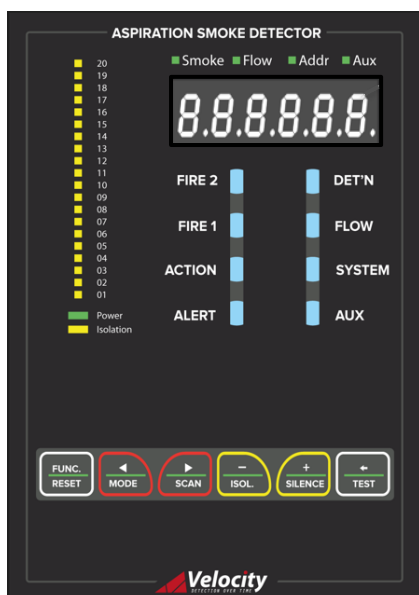 ASPIRATION SMOKE DETECTOR
Smoke Flow Addr Aux
8.8.8.8.8.8.
20
19
18
17
16
15
14
13
12
11
10
09
08
07
06
05
04
03
02
01
Power
Isolation
FIRE 2 DET'N
FIRE 1 FLOW
ACTION SYSTEM
ALERT AUX
FUNC. ◄ ► − + ←
RESET MODE SCAN ISOL. SILENCE TEST
Velocity
DETECTION OVER TIME